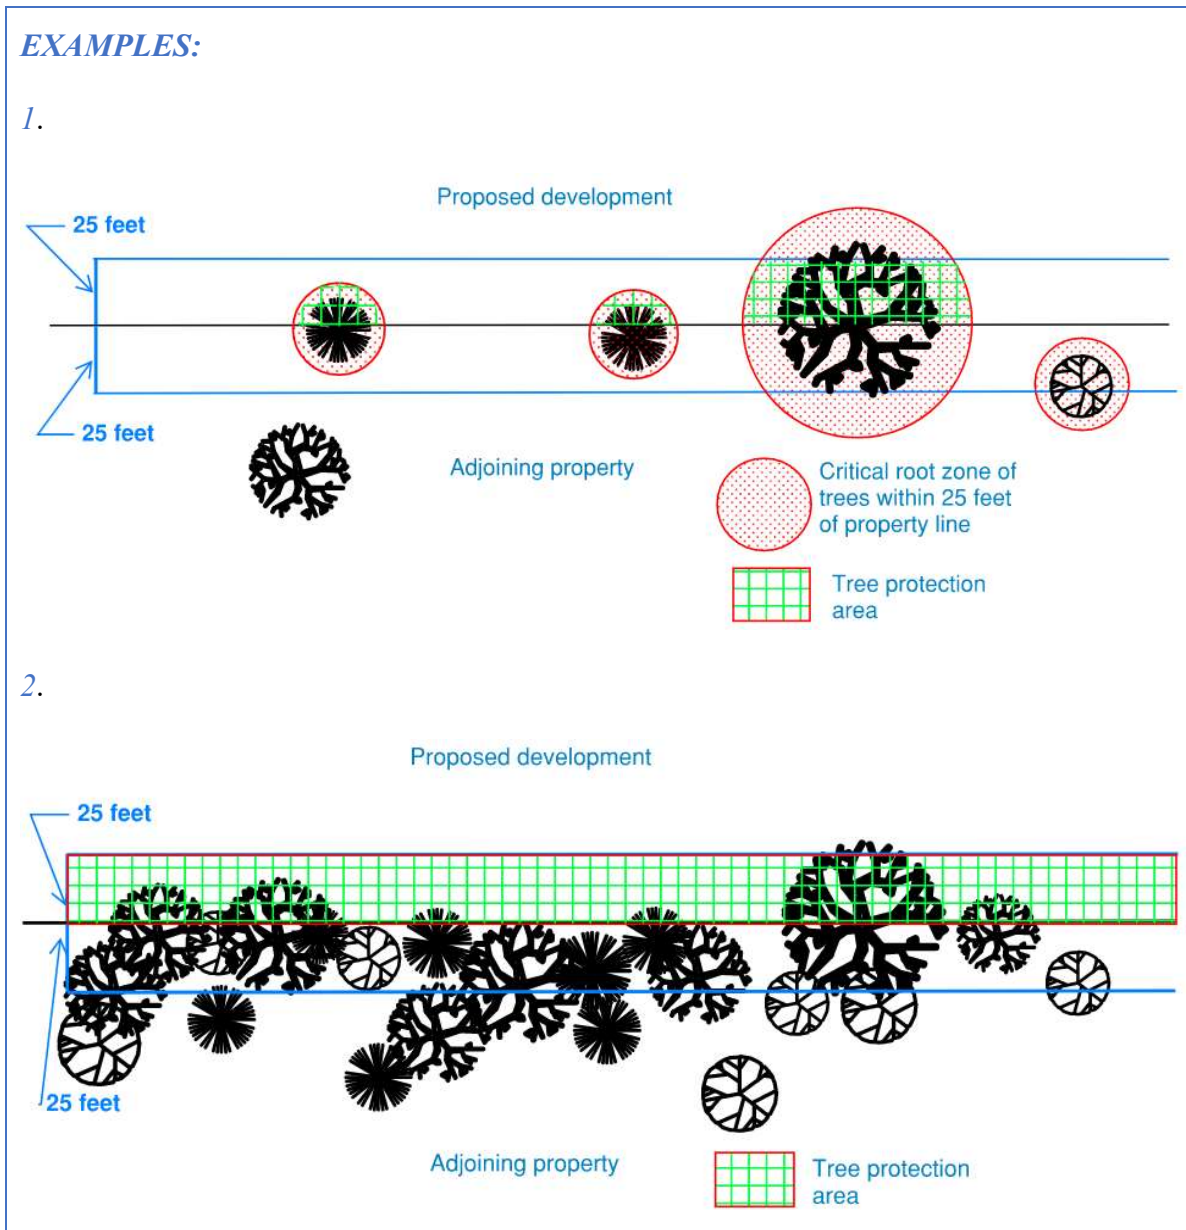 EXAMPLES:
1.
Proposed development
25 feet
25 feet
Adjoining property
Critical root zone of
trees within 25 feet
of property line
Tree protection
area
2.
Proposed development
25 feet
25 feet
Adjoining property
Tree protection
area